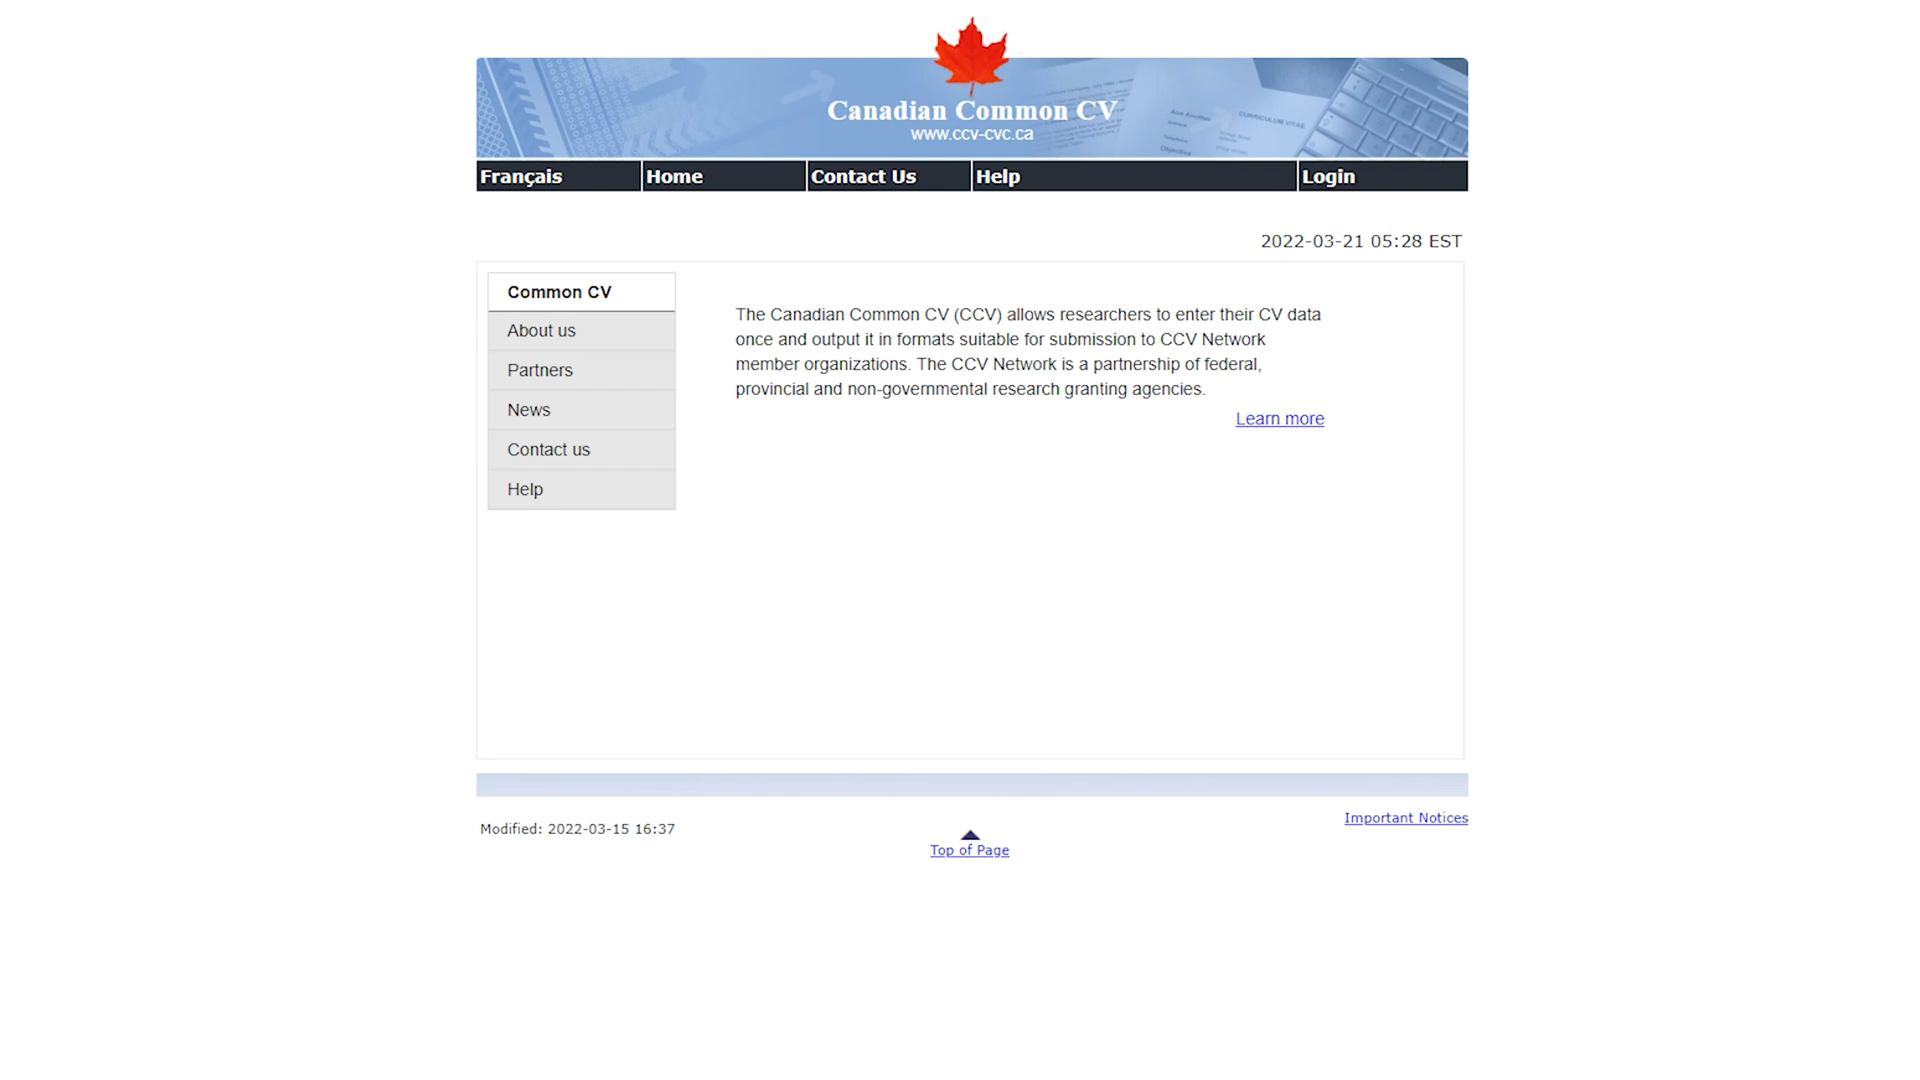 Canadian Common CV
www.ccv-cvc.ca
CURRICULUM VITAE
Français
Home
Contact Us
Help
Login
2022-03-21 05:28 EST
Common CV
About us
Partners
News
Contact us
Help
The Canadian Common CV (CCV) allows researchers to enter their CV data
once and output it in formats suitable for submission to CCV Network
member organizations. The CCV Network is a partnership of federal,
provincial and non-governmental research granting agencies.
Learn more
Modified: 2022-03-15 16:37
Top of Page
Important Notices